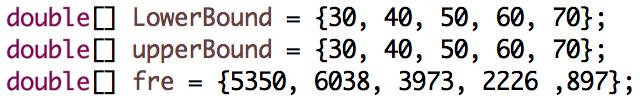 double[] LowerBound = {30, 40, 50, 60, 70};
double[] upperBound = {30, 40, 50, 60, 70};
double[] fre = {5350, 6038, 3973, 2226 ,897};